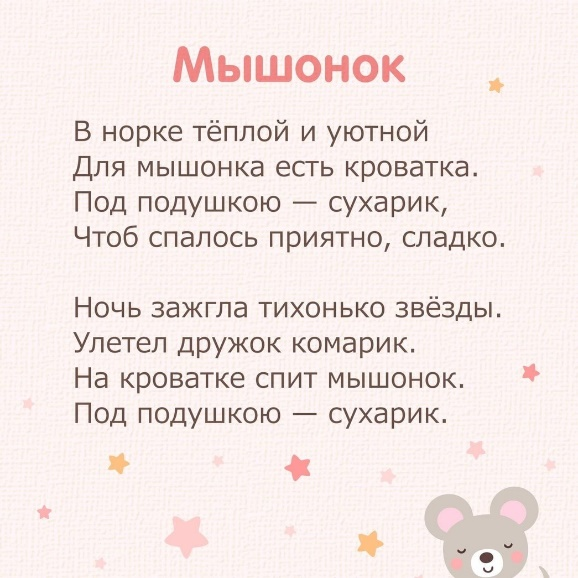 Мышонок
В норке тёплой и уютной
Для мышонка есть кроватка.
Под подушкою — сухарик,
Чтоб спалось приятно, сладко.
Ночь зажгла тихонько звёзды.
Улетел дружок комарик.
На кроватке спит мышонок.
Под подушкою — сухарик.